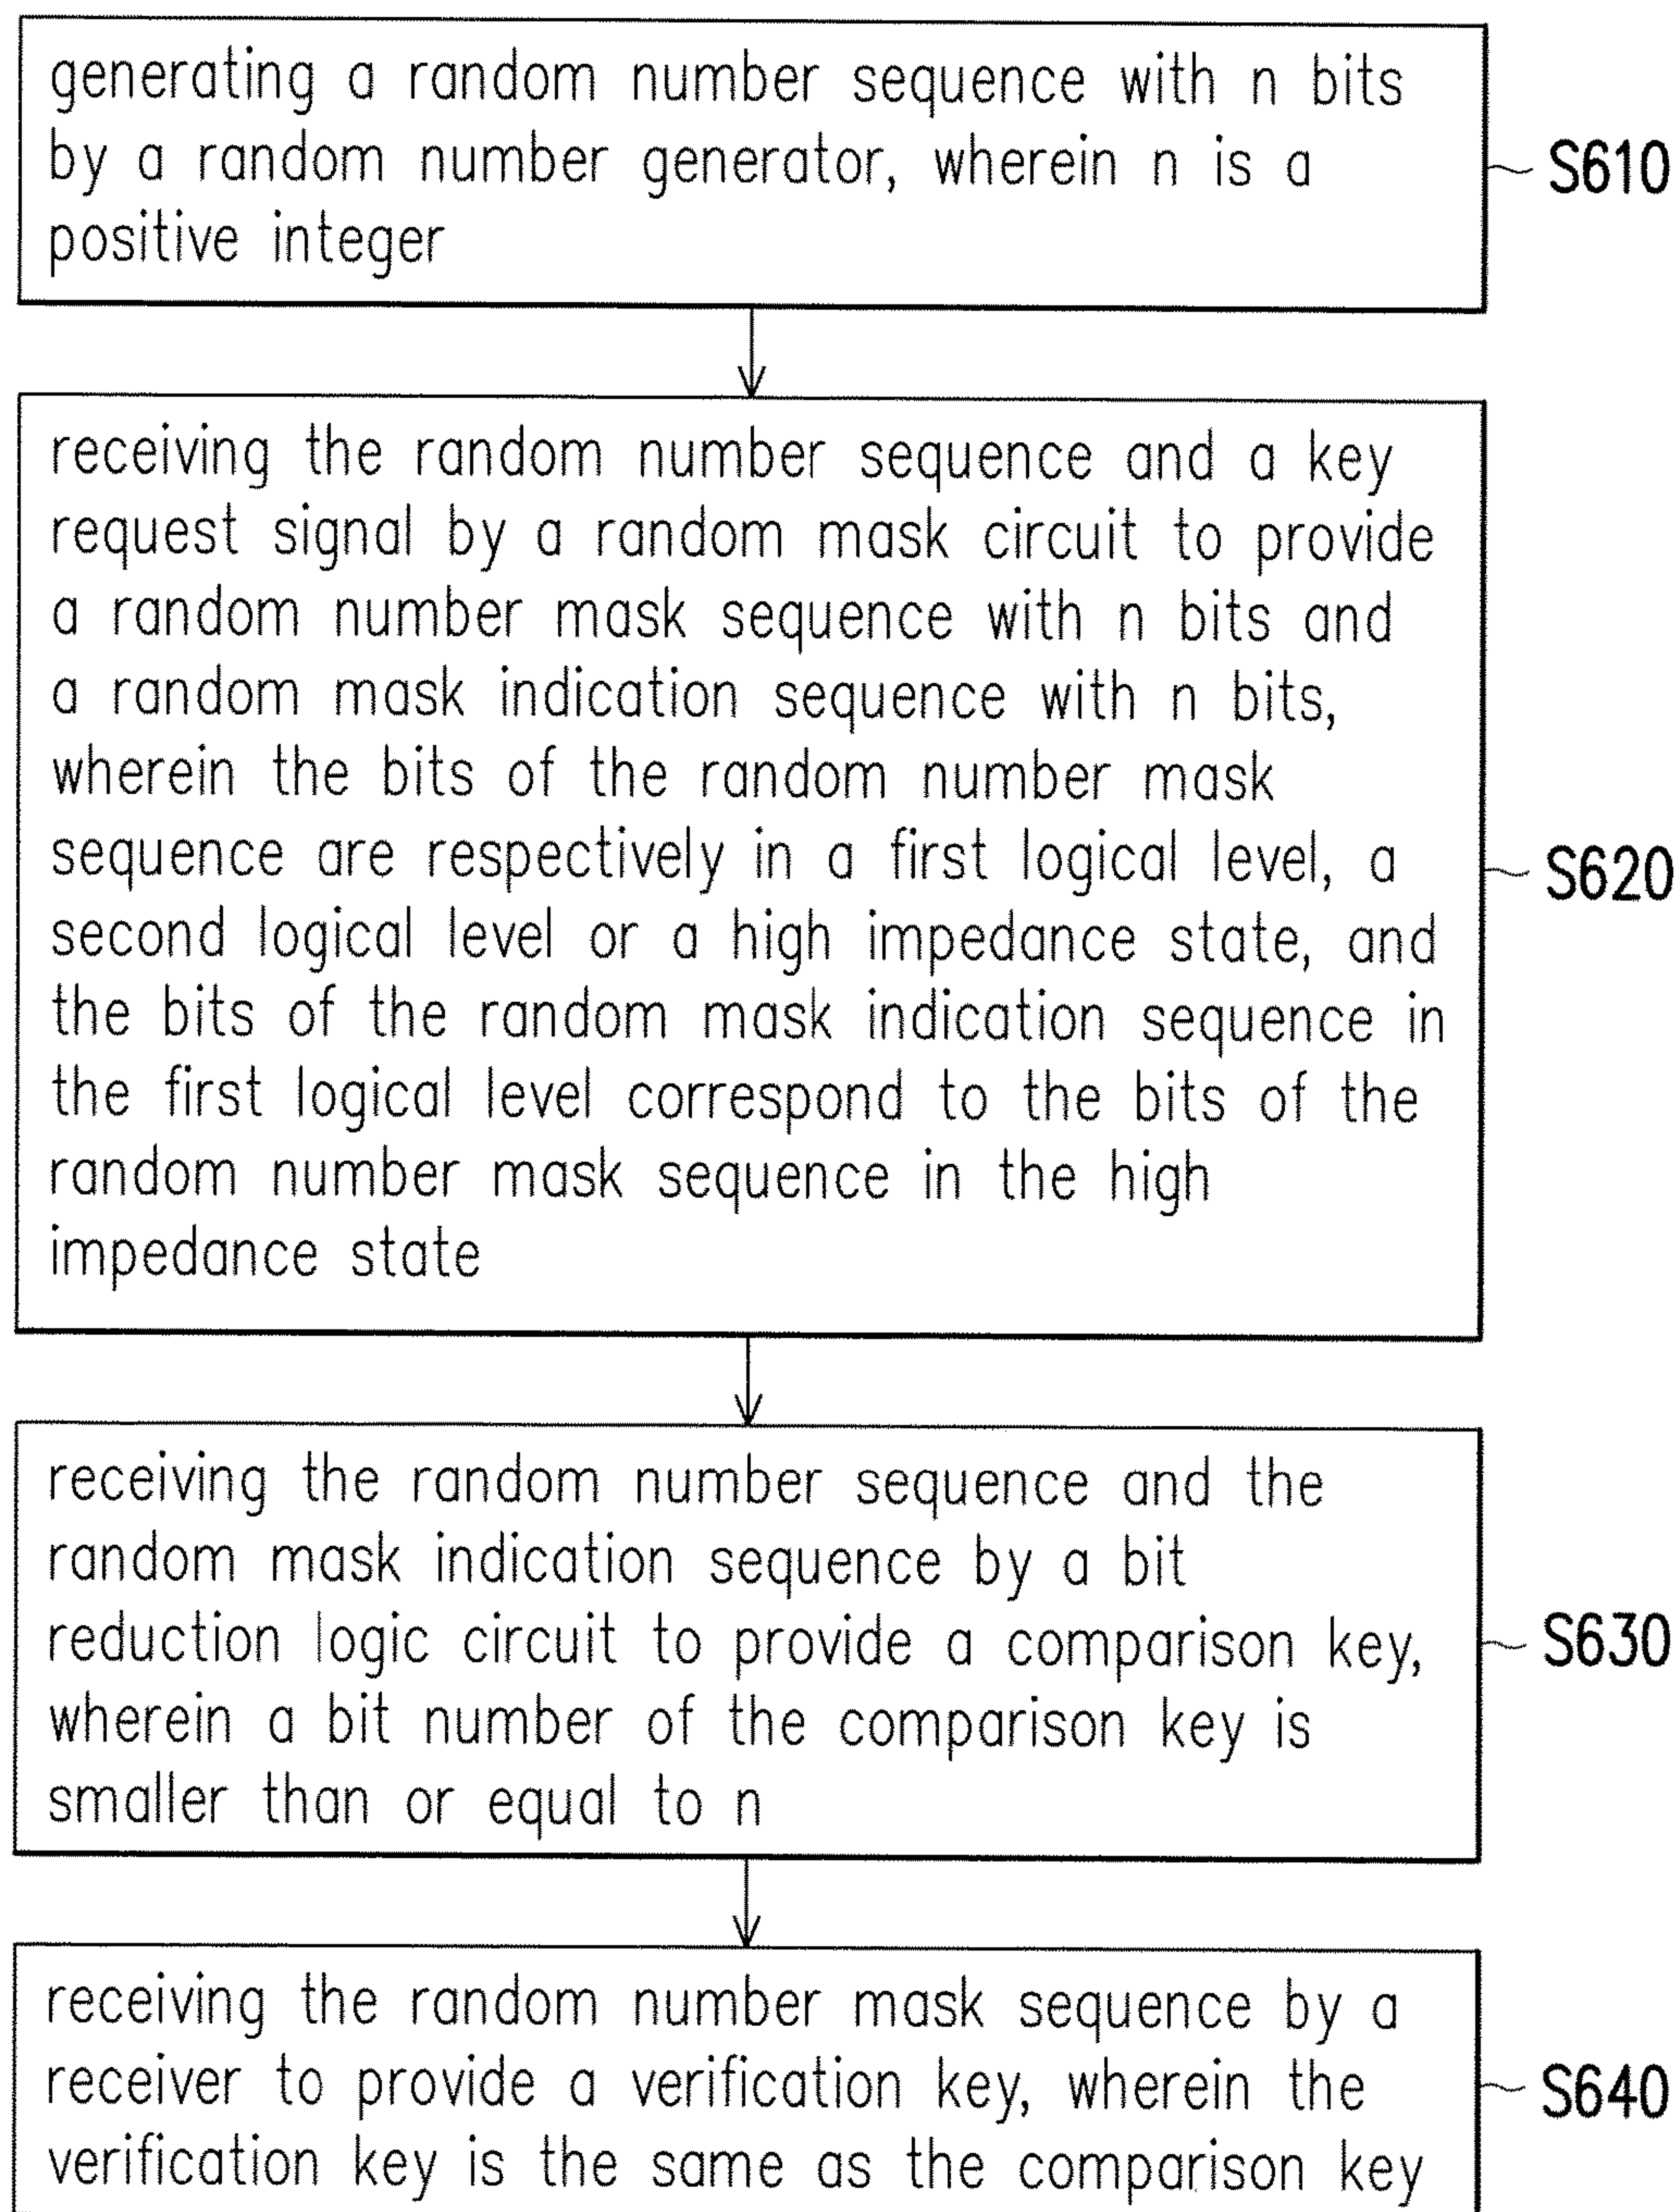 generating a random number sequence with n bits
by a random number generator, wherein n is a
positive integer
S610
receiving the random number sequence and a key
request signal by a random mask circuit to provide
a random number mask sequence with n bits and
a random mask indication sequence with n bits,
wherein the bits of the random number mask
sequence are respectively in a first logical level, a
second logical level or a high impedance state, and
the bits of the random mask indication sequence in
the first logical level correspond to the bits of the
random number mask sequence in the high
impedance state
S620
receiving the random number sequence and the
random mask indication sequence by a bit
reduction logic circuit to provide a comparison key,
wherein a bit number of the comparison key is
smaller than or equal to n
S630
receiving the random number mask sequence by a
receiver to provide a verification key, wherein the
verification key is the same as the comparison key
S640